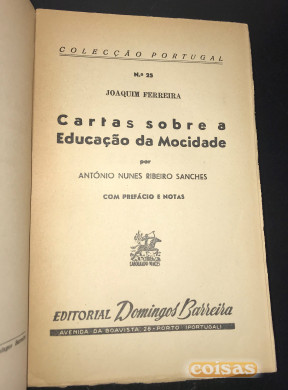 COLECÇÃO PORTUGAL
N.º 23
JOAQUIM FERREIRA
Cartas sobre a
Educação da Mocidade
por
ANTÓNIO NUNES RIBEIRO SANCHES
COM PREFÁCIO E NOTAS
EDITORIAL Domingos Barreira
AVENIDA DA BOAVISTA 28-PORTO (PORTUGAL)
coisas